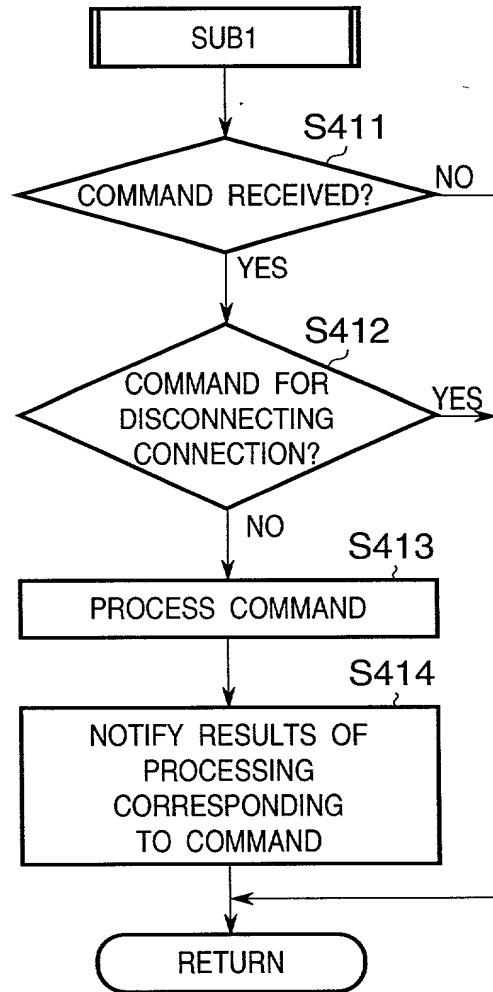 SUB1
S411
COMMAND RECEIVED?
NO
YES
S412
COMMAND FOR
DISCONNECTING
CONNECTION?
YES
NO
S413
PROCESS COMMAND
S414
NOTIFY RESULTS OF
PROCESSING
CORRESPONDING
TO COMMAND
RETURN